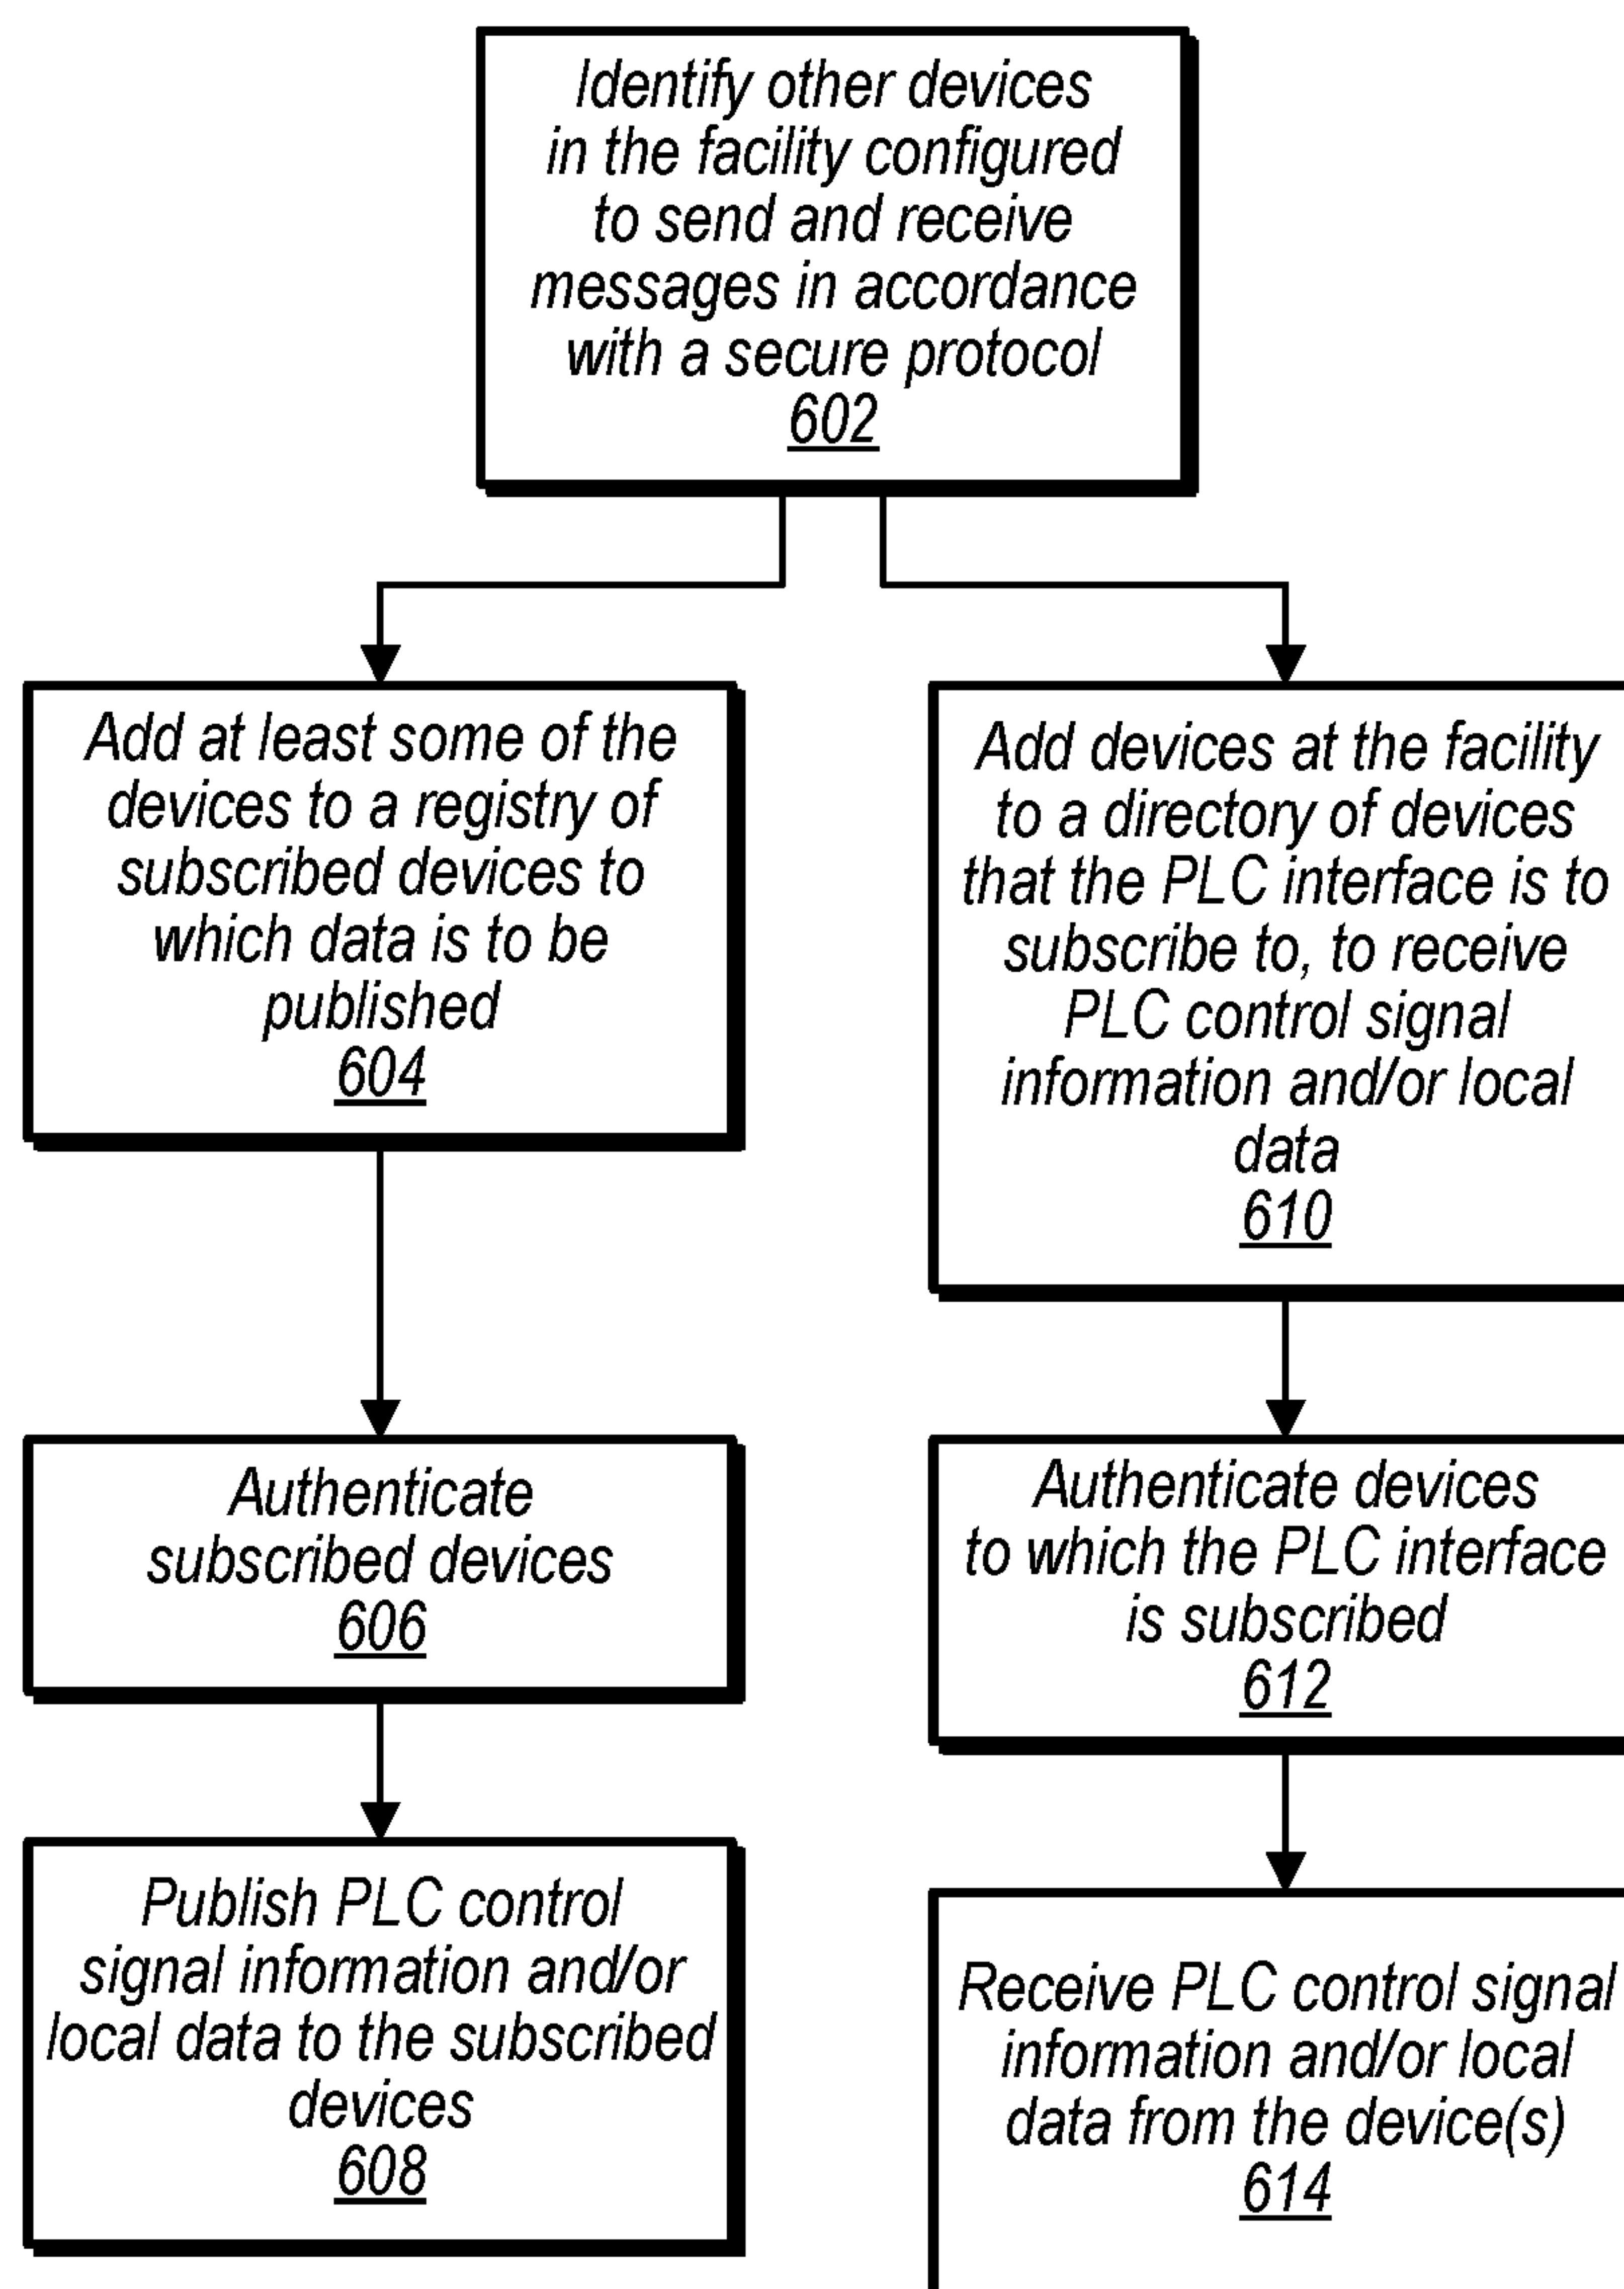 Identify other devices
in the facility configured
to send and receive
messages in accordance
with a secure protocol
602
Add at least some of the
devices to a registry of
subscribed devices to
which data is to be
published
604
Authenticate
subscribed devices
606
Publish PLC control
signal information and/or
local data to the subscribed
devices
608
Add devices at the facility
to a directory of devices
that the PLC interface is to
subscribe to, to receive
PLC control signal
information and/or local
data
610
Authenticate devices
to which the PLC interface
is subscribed
612
Receive PLC control signal
information and/or local
data from the device(s)
614